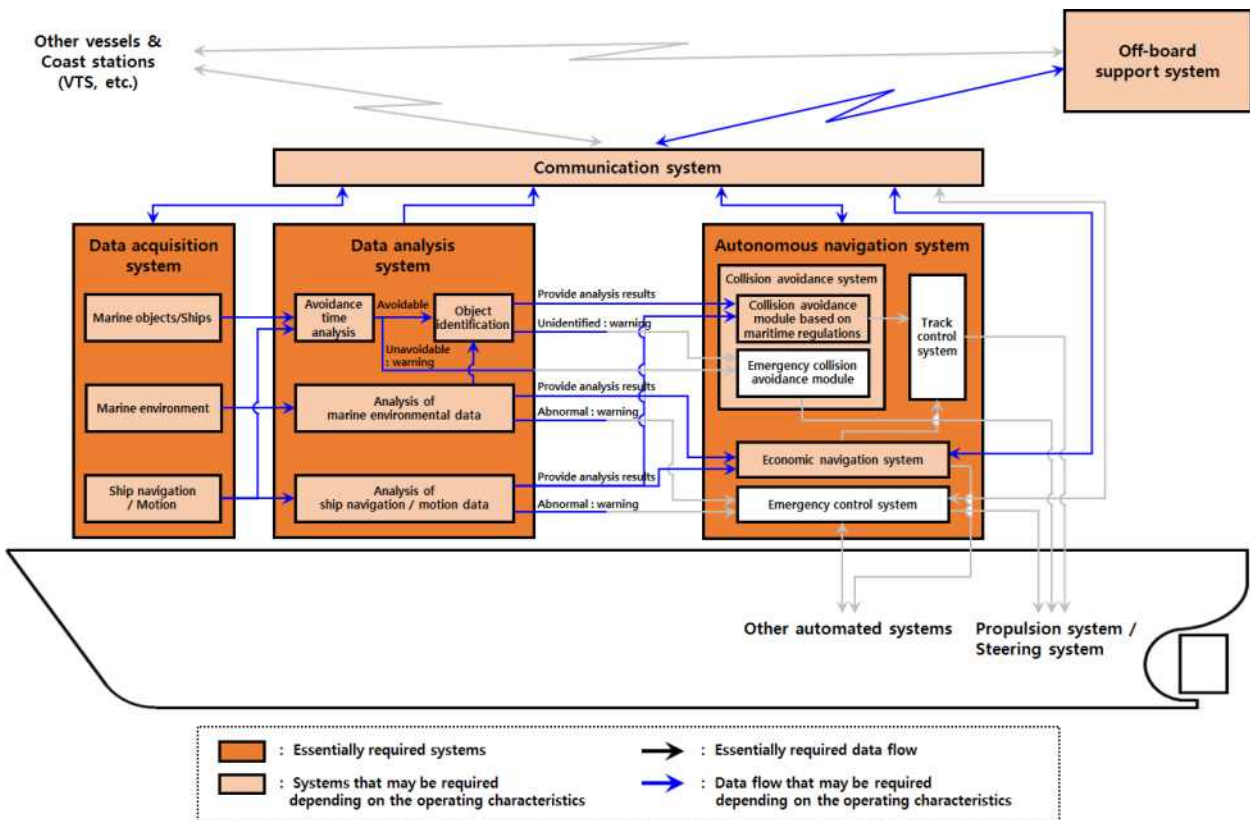 Other vessels &
Coast stations
(VTS, etc.)
Off-board
support system
Communication system
Data acquisition
system
Marine objects/Ships
Marine environment
Ship navigation
/ Motion
Data analysis
system
Avoidance
time
analysis
Avoidable
Object
identification
Unavoidable
: warning
Analysis of
marine environmental data
Analysis of
ship navigation / motion data
Provide analysis results
Unidentified : warning
Provide analysis results
Abnormal : warning
Provide analysis results
Abnormal : warning
Autonomous navigation system
Collision avoidance system
Collision avoidance
module based on
maritime regulations
Emergency collision
avoidance module
Track
control
system
Economic navigation system
Emergency control system
Other automated systems
Propulsion system /
Steering system
: Essentially required systems
: Systems that may be required
depending on the operating characteristics
: Essentially required data flow
: Data flow that may be required
depending on the operating characteristics